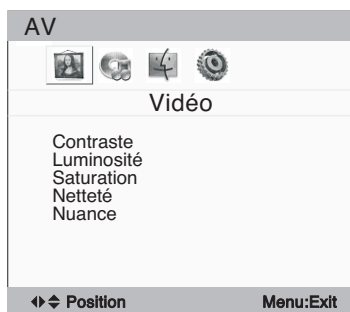 AV
Vidéo
Contraste
Luminosité
Saturation
Netteté
Nuance
Position Menu:Exit